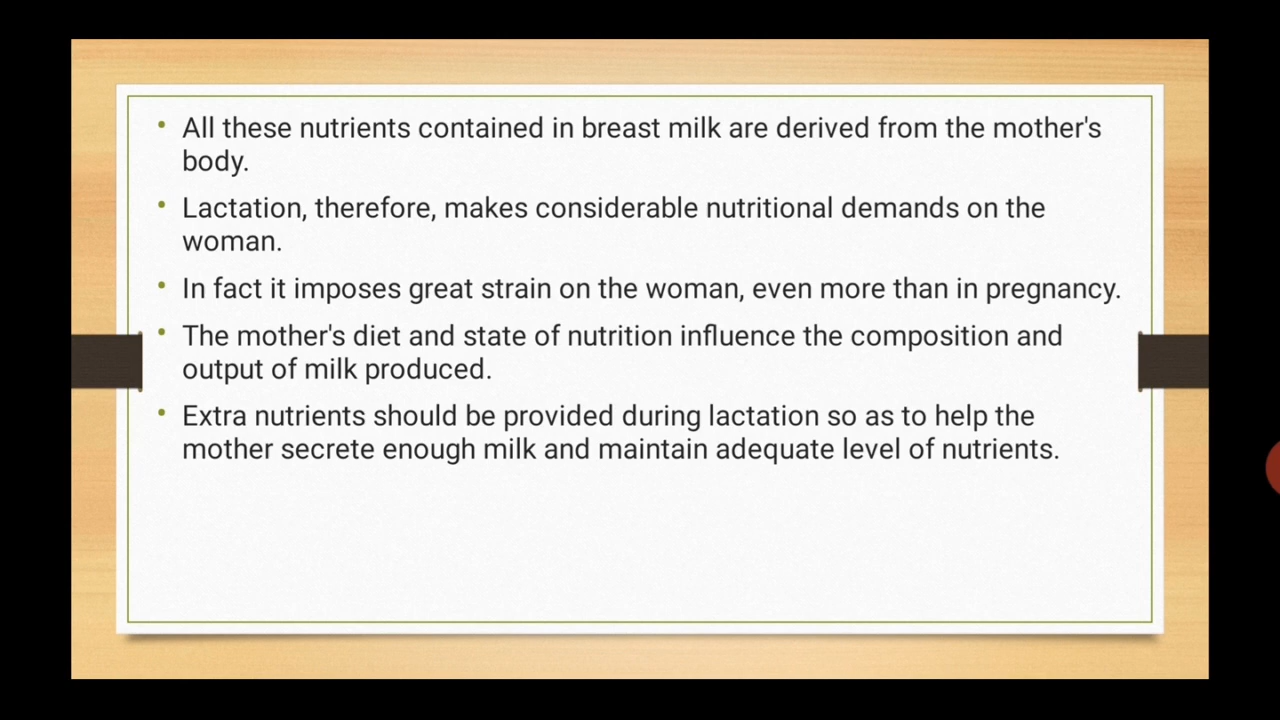 • All these nutrients contained in breast milk are derived from the mother's
body.
• Lactation, therefore, makes considerable nutritional demands on the
woman.
• In fact it imposes great strain on the woman, even more than in pregnancy.
• The mother's diet and state of nutrition influence the composition and
output of milk produced.
• Extra nutrients should be provided during lactation so as to help the
mother secrete enough milk and maintain adequate level of nutrients.